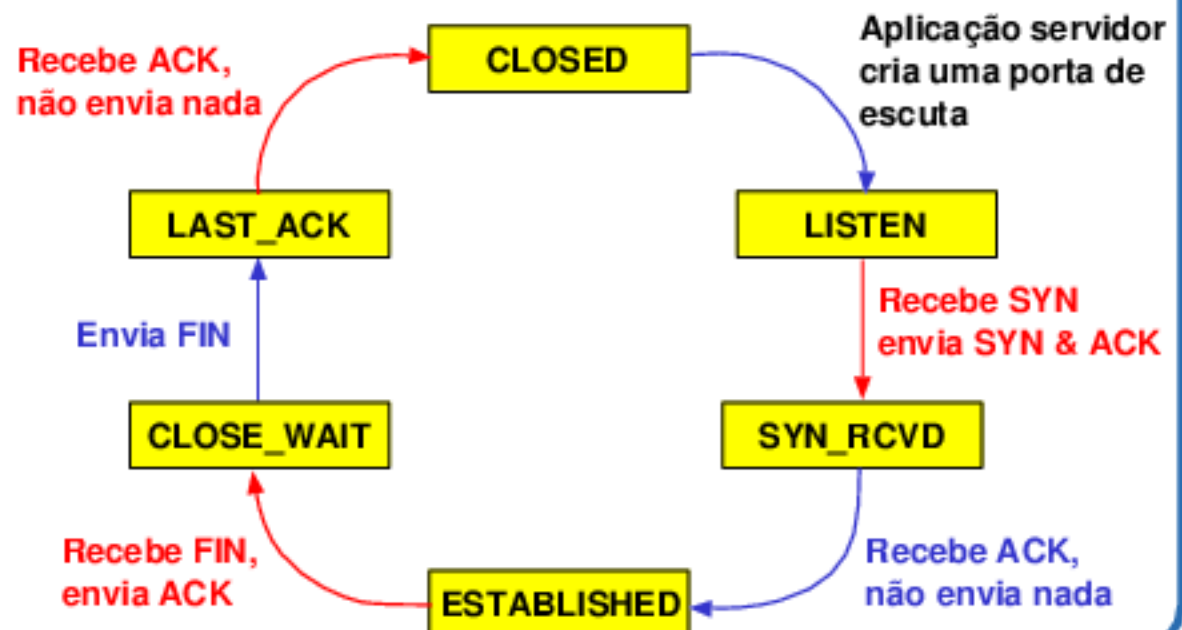 CLOSED
Aplicação servidor
cria uma porta de
escuta
LISTEN
Recebe SYN
envia SYN & ACK
SYN_RCVD
Recebe ACK,
não envia nada
ESTABLISHED
Recebe FIN,
envia ACK
CLOSE_WAIT
Envia FIN
LAST_ACK
Recebe ACK,
não envia nada